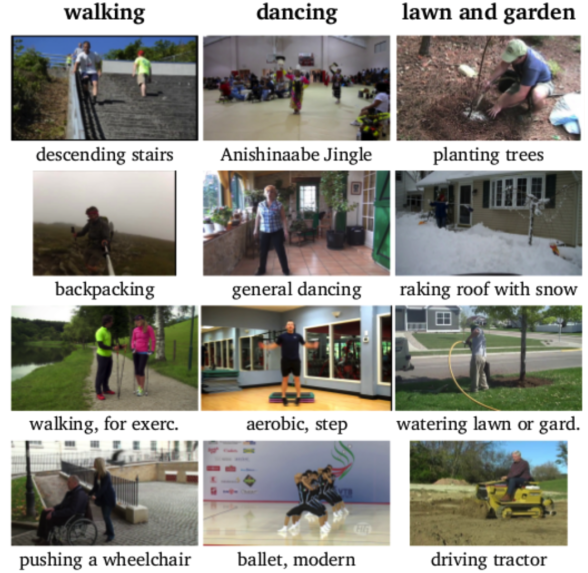 walking dancing lawn and garden
descending stairs Anishinaabe Jingle planting trees
backpacking general dancing raking roof with snow
walking, for exerc. aerobic, step watering lawn or gard.
pushing a wheelchair ballet, modern driving tractor